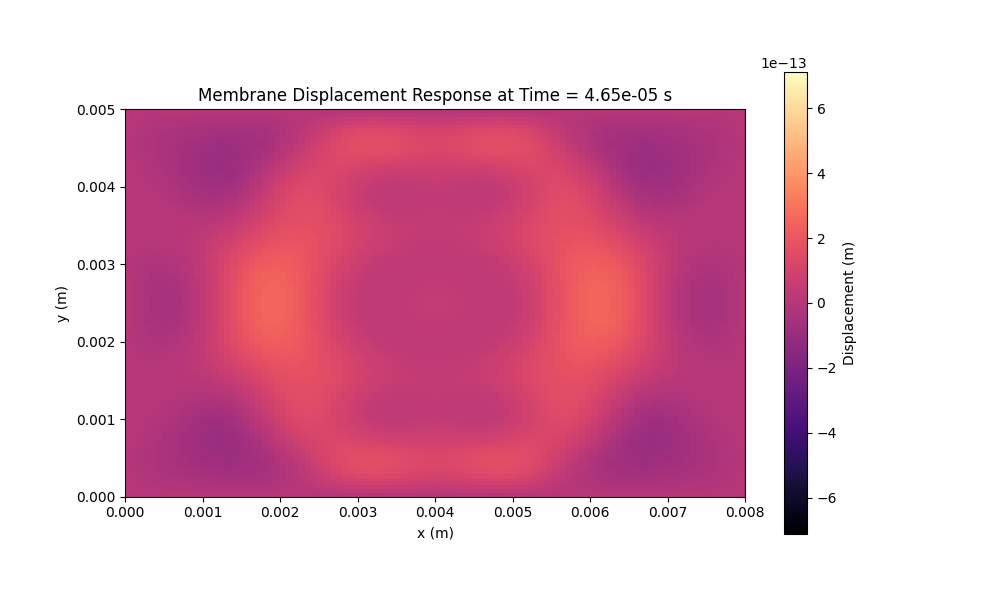 1e−13
Membrane Displacement Response at Time = 4.65e-05 s
0.005
0.004
0.003
0.002
0.001
0.000
y (m)
0.000 0.001 0.002 0.003 0.004 0.005 0.006 0.007 0.008
x (m)
6
4
2
0
−2
−4
−6
Displacement (m)